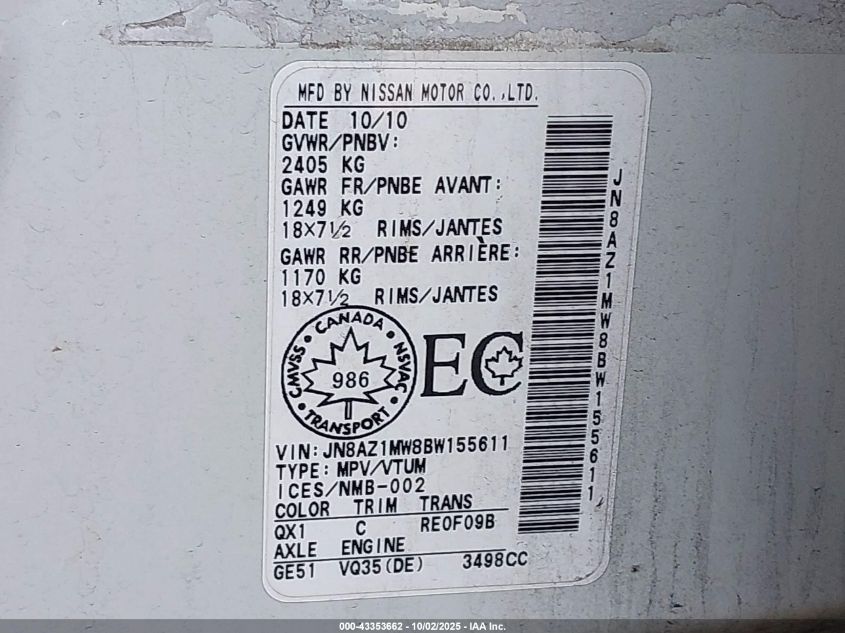 MFD BY NISSAN MOTOR CO.,LTD.
DATE 10/10
GVWR/PNBV:
2405 KG
GAWR FR/PNBE AVANT:
1249 KG
18×7½ RIMS/JANTES
GAWR RR/PNBE ARRIÈRE:
1170 KG
18×7½ RIMS/JANTES
CANADA
CMVSS
NSVAC
986
TRANSPORT
EC
VIN:JN8AZ1MW8BW155611
TYPE:MPV/VTUM
ICES/NMB-002
COLOR TRIM TRANS
QX1 C RE0F09B
AXLE ENGINE
GE51 VQ35(DE) 3498CC
JN8AZ1MW8BW155611
000-43353662 - 10/02/2025 - IAA Inc.